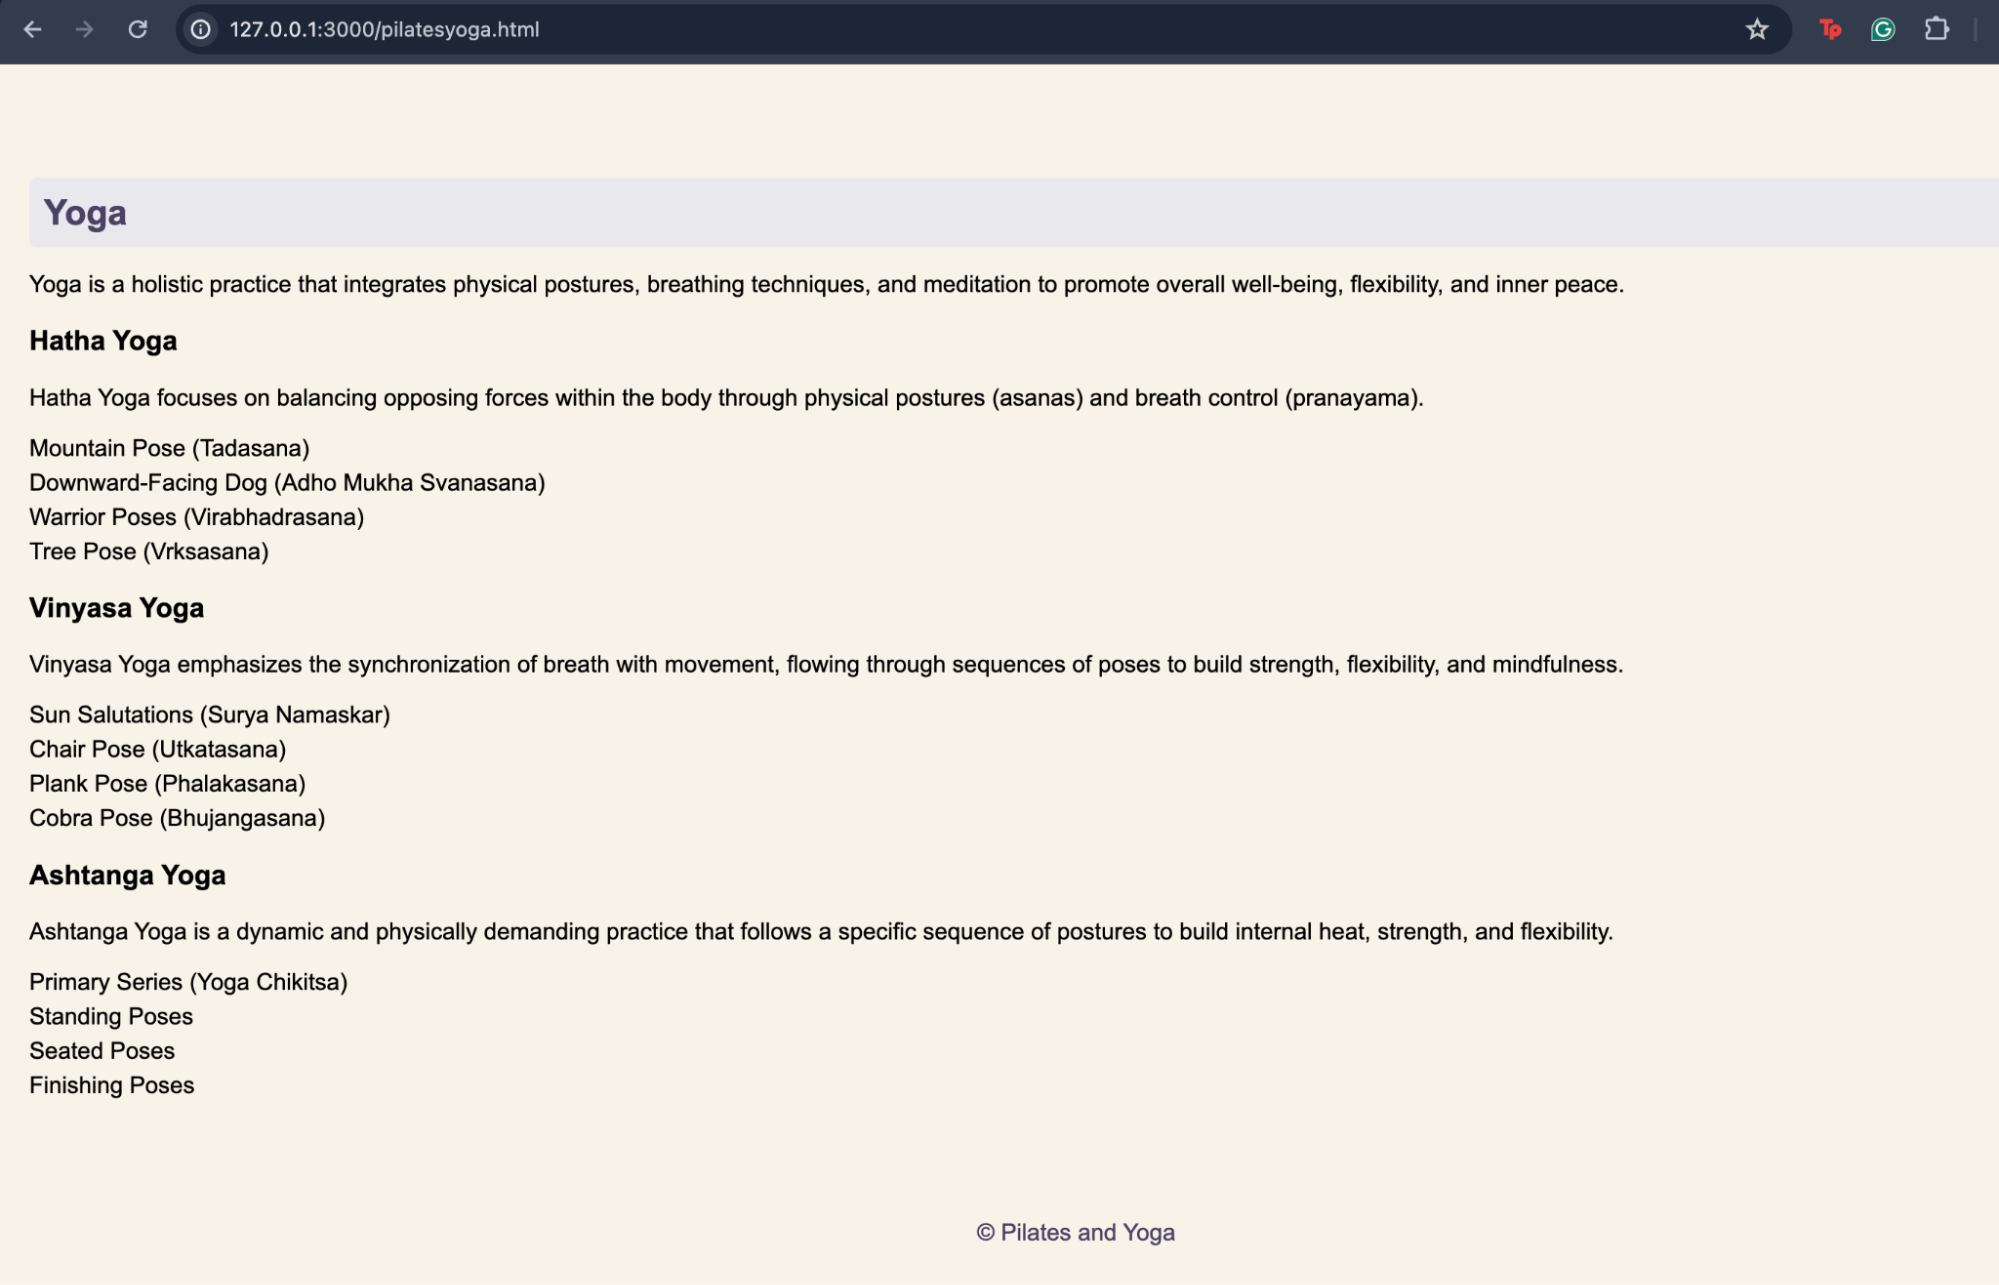 127.0.0.1:3000/pilatesyoga.html
Tp
G
Yoga
Yoga is a holistic practice that integrates physical postures, breathing techniques, and meditation to promote overall well-being, flexibility, and inner peace.
Hatha Yoga
Hatha Yoga focuses on balancing opposing forces within the body through physical postures (asanas) and breath control (pranayama).
Mountain Pose (Tadasana)
Downward-Facing Dog (Adho Mukha Svanasana)
Warrior Poses (Virabhadrasana)
Tree Pose (Vrksasana)
Vinyasa Yoga
Vinyasa Yoga emphasizes the synchronization of breath with movement, flowing through sequences of poses to build strength, flexibility, and mindfulness.
Sun Salutations (Surya Namaskar)
Chair Pose (Utkatasana)
Plank Pose (Phalakasana)
Cobra Pose (Bhujangasana)
Ashtanga Yoga
Ashtanga Yoga is a dynamic and physically demanding practice that follows a specific sequence of postures to build internal heat, strength, and flexibility.
Primary Series (Yoga Chikitsa)
Standing Poses
Seated Poses
Finishing Poses
© Pilates and Yoga